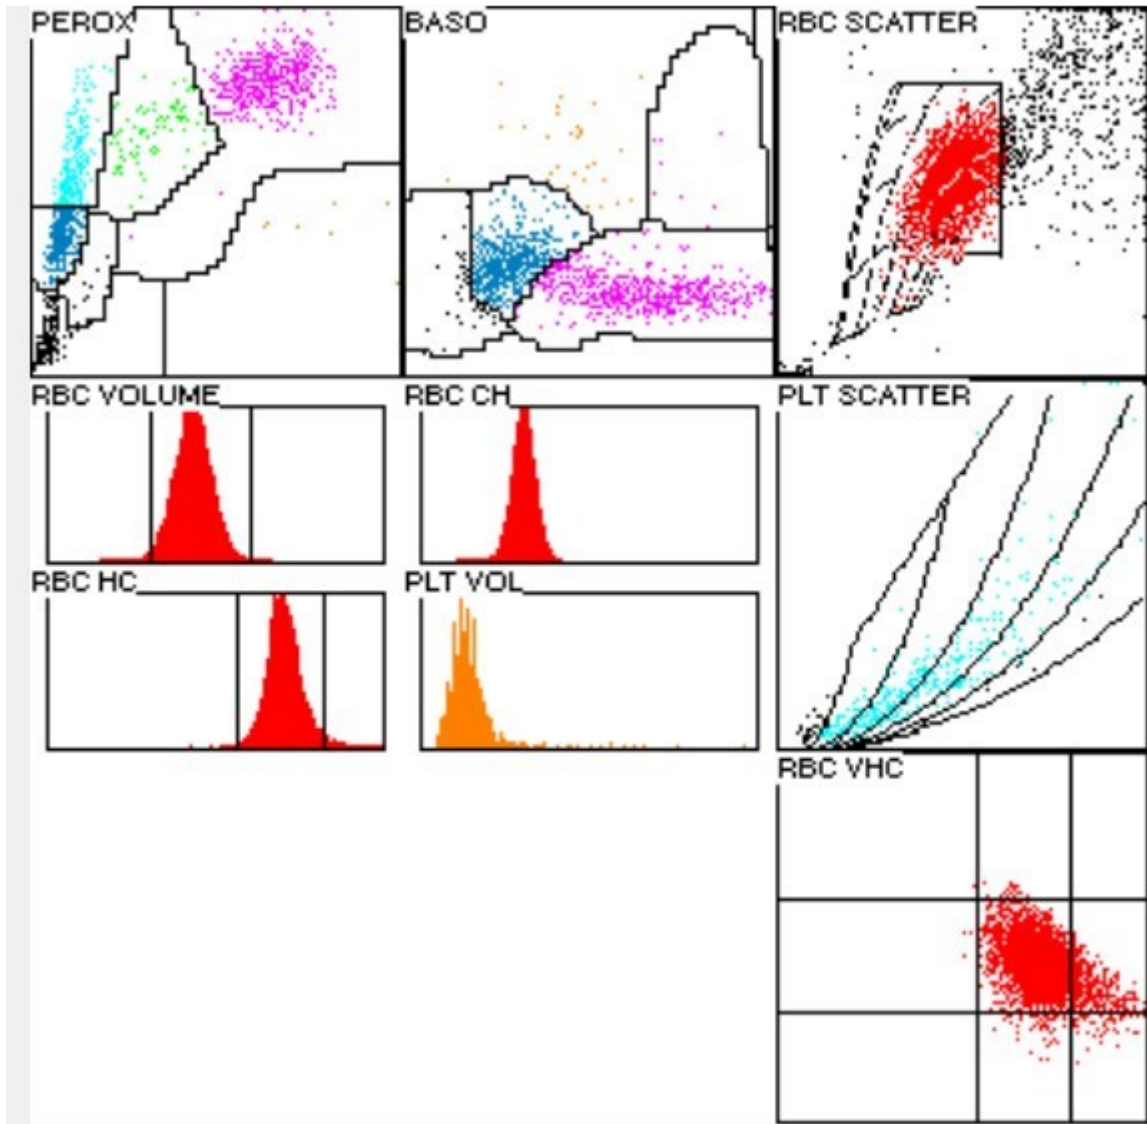 PEROX
BASO
RBC SCATTER
RBC VOLUME
RBC CH
PLT SCATTER
RBC HC
PLT VOL
RBC VHC